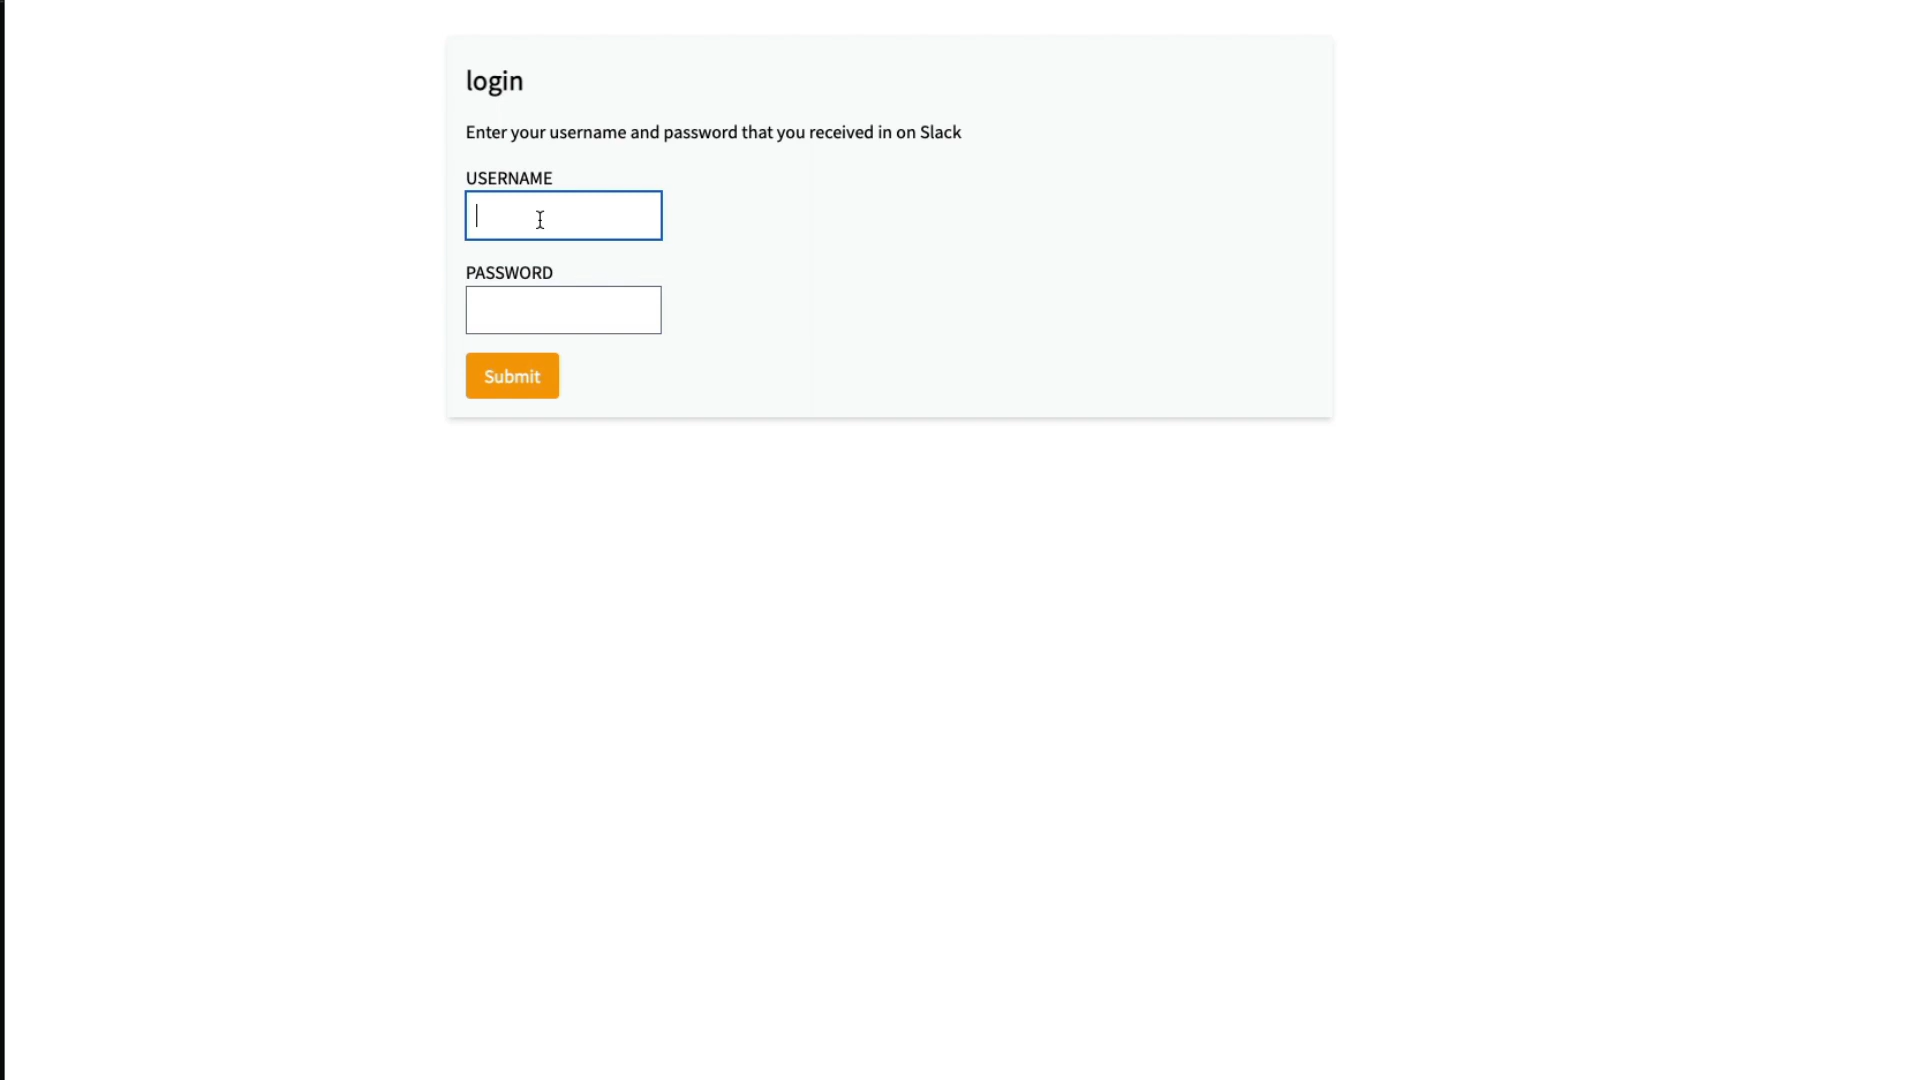 login
Enter your username and password that you received in on Slack
USERNAME
PASSWORD
Submit